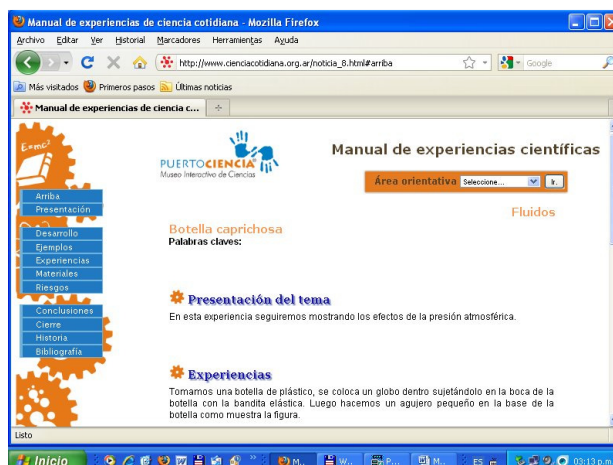 Manual de experiencias de ciencia cotidiana - Mozilla Firefox
Archivo Editar Ver Historial Marcadores Herramientas Ayuda
http://www.cienciacotidiana.org.ar/noticia_8.html#arriba
Google
Más visitados Primeros pasos Últimas noticias
Manual de experiencias de ciencia c...
E=mc²
PUERTOCIENCIA
Museo Interactivo de Ciencias
Manual de experiencias científicas
Área orientativa Seleccione... Ir.
Arriba
Presentación
Desarrollo
Ejemplos
Experiencias
Materiales
Riesgos
Conclusiones
Cierre
Historia
Bibliografía
Fluidos
Botella caprichosa
Palabras claves:
Presentación del tema
En esta experiencia seguiremos mostrando los efectos de la presión atmosférica.
Experiencias
Tomamos una botella de plástico, se coloca un globo dentro sujetándolo en la boca de la
botella con la bandita elástica. Luego hacemos un agujero pequeño en la base de la
botella como muestra la figura.
Listo
Inicio M.. W.. P... M.. ES 03:13 p.m.